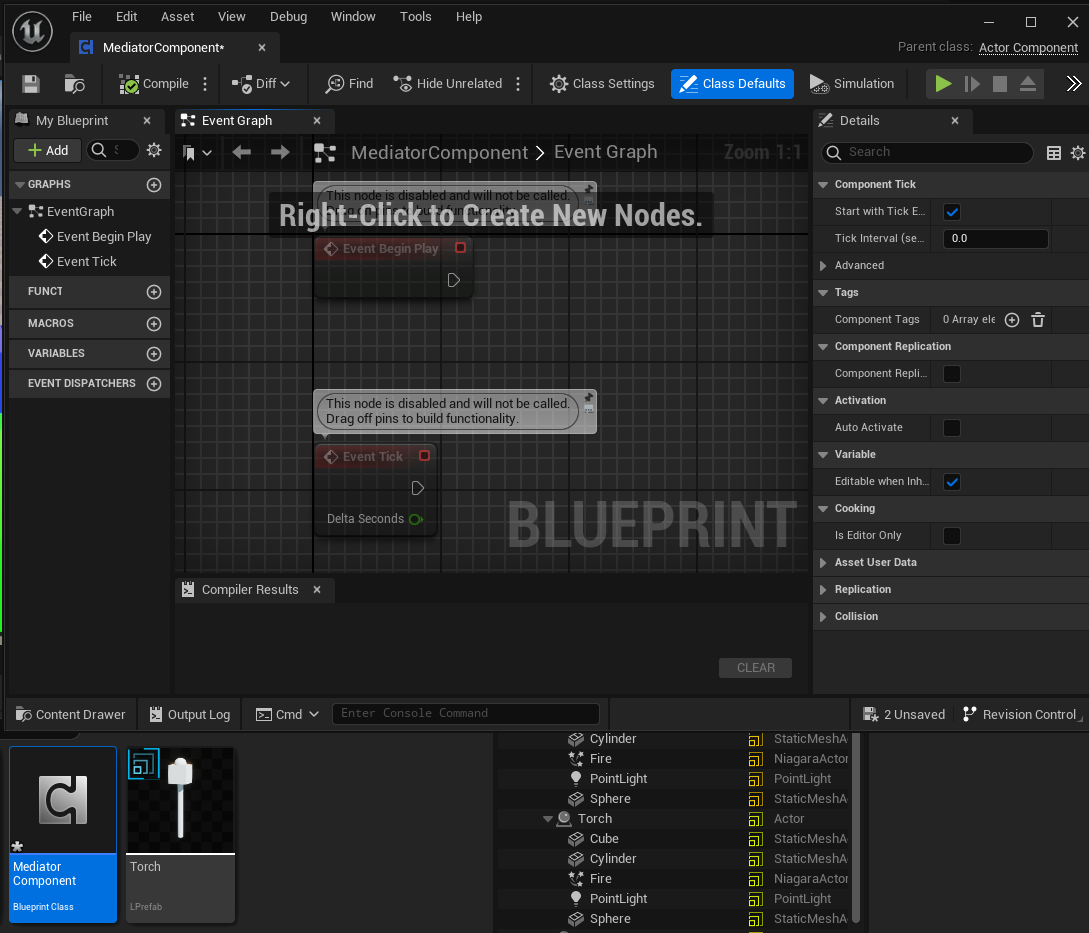 File Edit Asset View Debug Window Tools Help
MediatorComponent*
Parent class: Actor Component
Compile Diff Find Hide Unrelated Class Settings Class Defaults Simulation
My Blueprint
Event Graph
Details
Add
S
MediatorComponent > Event Graph
Zoom 1:1
Search
GRAPHS
EventGraph
Event Begin Play
Event Tick
FUNCT
MACROS
VARIABLES
EVENT DISPATCHERS
This node is disabled and will not be called.
Drag off pins to build functionality.
Right-Click to Create New Nodes.
Event Begin Play
This node is disabled and will not be called.
Drag off pins to build functionality.
Event Tick
Delta Seconds
BLUEPRINT
Component Tick
Start with Tick E...
Tick Interval (se... 0.0
Advanced
Tags
Component Tags 0 Array ele
Component Replication
Component Repli...
Activation
Auto Activate
Variable
Editable when Inh...
Cooking
Is Editor Only
Asset User Data
Replication
Collision
Compiler Results
CLEAR
Content Drawer Output Log Cmd Enter Console Command 2 Unsaved Revision Control
Mediator
Component
Blueprint Class
Torch
LPrefab
Cylinder StaticMeshA
Fire NiagaraActor
PointLight PointLight
Sphere StaticMeshA
Torch Actor
Cube StaticMeshA
Cylinder StaticMeshA
Fire NiagaraActor
PointLight PointLight
Sphere StaticMeshA